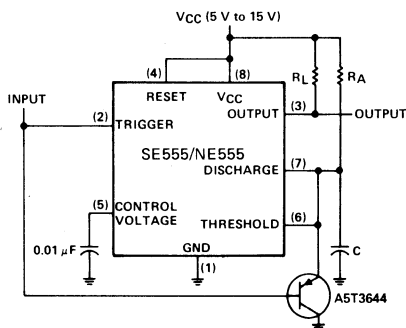 VCC (5 V to 15 V)
(4) (8)
RL RA
RESET VCC
INPUT
(3)
OUTPUT OUTPUT
(2)
TRIGGER
SE555/NE555
(7)
DISCHARGE
(5)
CONTROL
VOLTAGE
(6)
THRESHOLD
0.01 μF
GND
C
(1)
A5T3644